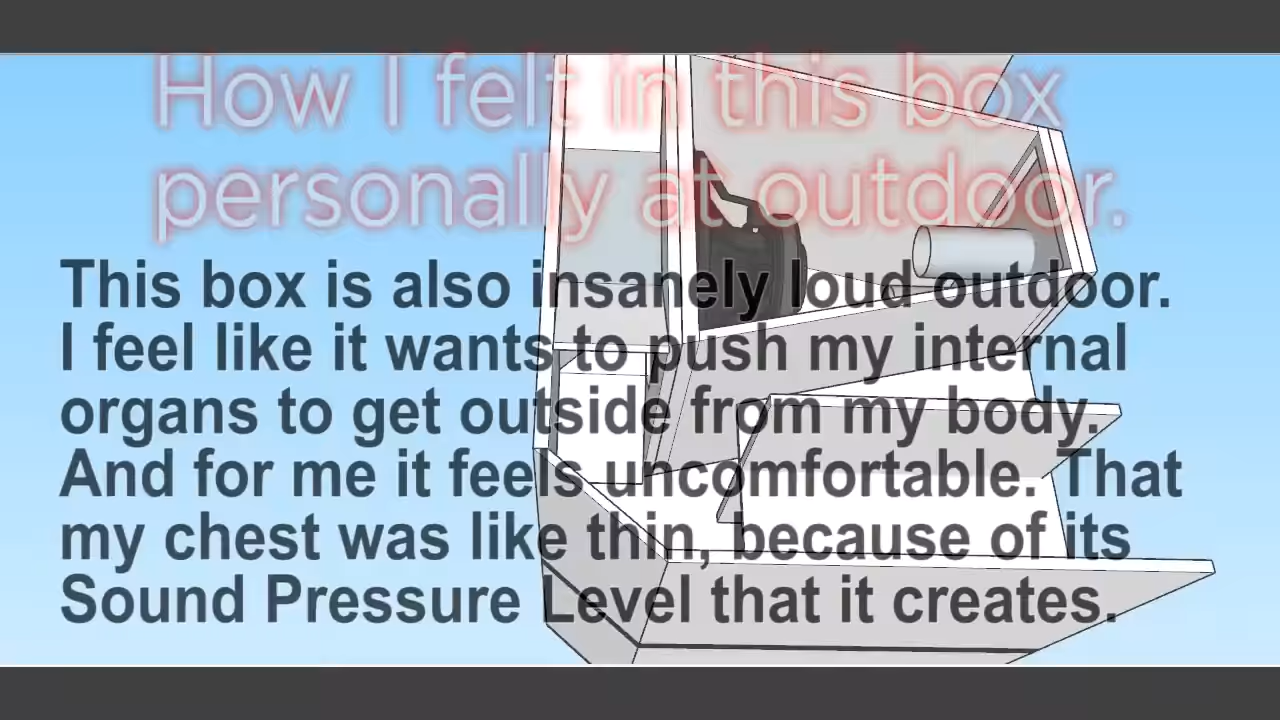 How I felt in this box
personally at outdoor.
This box is also insanely loud outdoor.
I feel like it wants to push my internal
organs to get outside from my body.
And for me it feels uncomfortable. That
my chest was like thin, because of its
Sound Pressure Level that it creates.